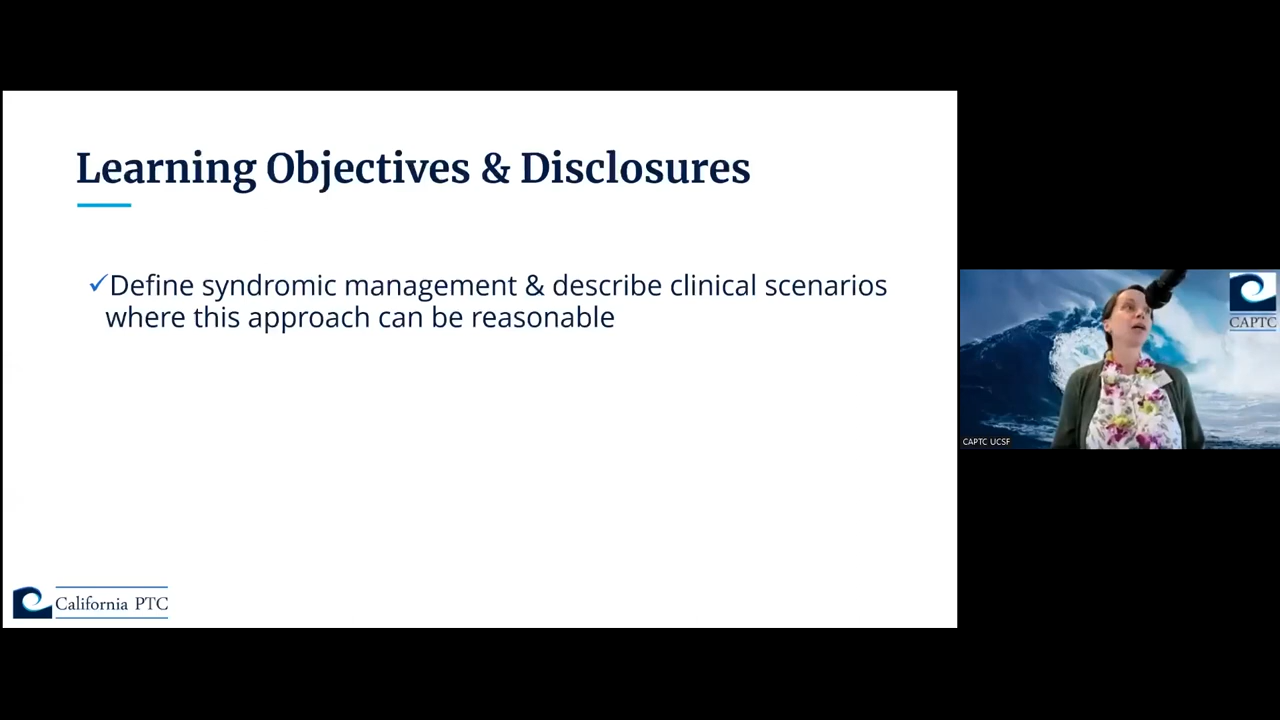 Learning Objectives & Disclosures
✓Define syndromic management & describe clinical scenarios
where this approach can be reasonable
California PTC
CAPTC
CAPTC UCSF